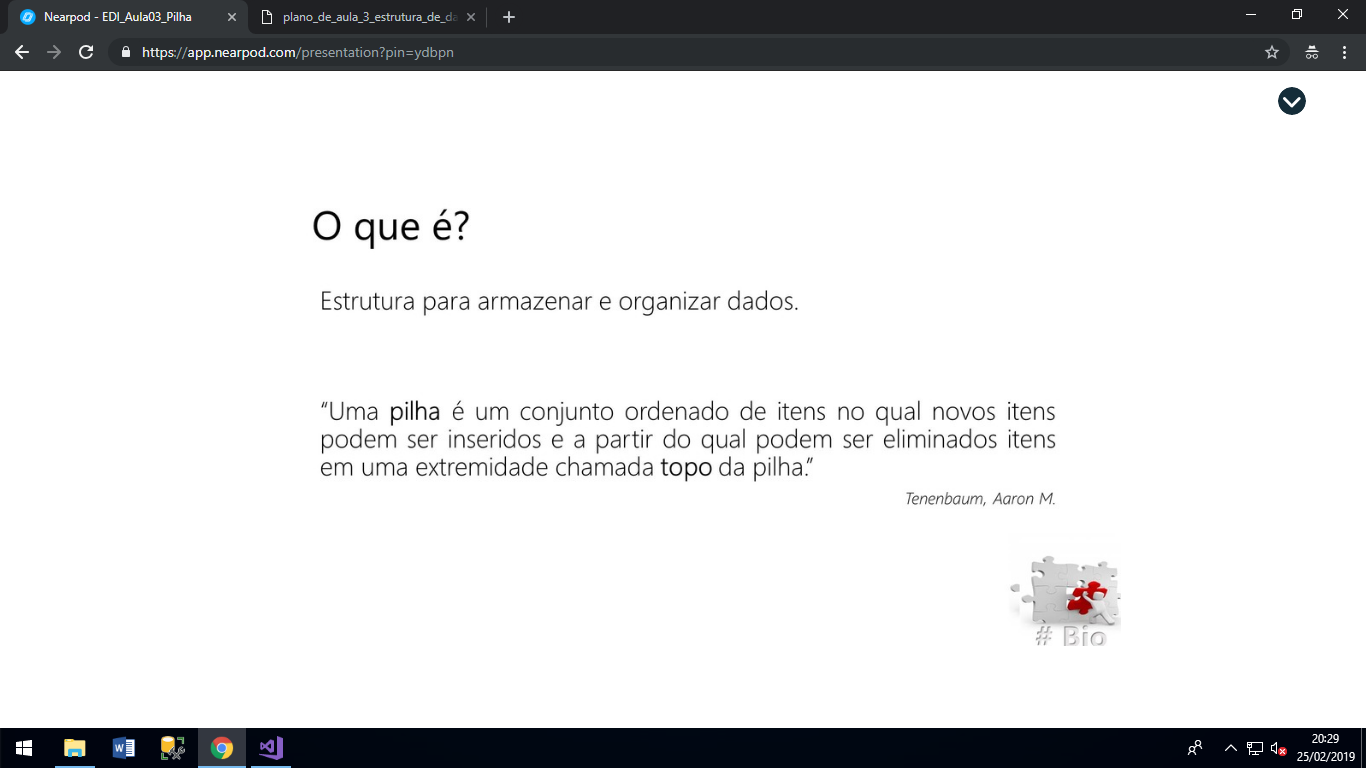 Nearpod - EDI_Aula03_Pilha
plano_de_aula_3_estrutura_de_da
https://app.nearpod.com/presentation?pin=ydbpn
O que é?
Estrutura para armazenar e organizar dados.
“Uma pilha é um conjunto ordenado de itens no qual novos itens
podem ser inseridos e a partir do qual podem ser eliminados itens
em uma extremidade chamada topo da pilha.”
Tenenbaum, Aaron M.
# Bio
20:29
25/02/2019